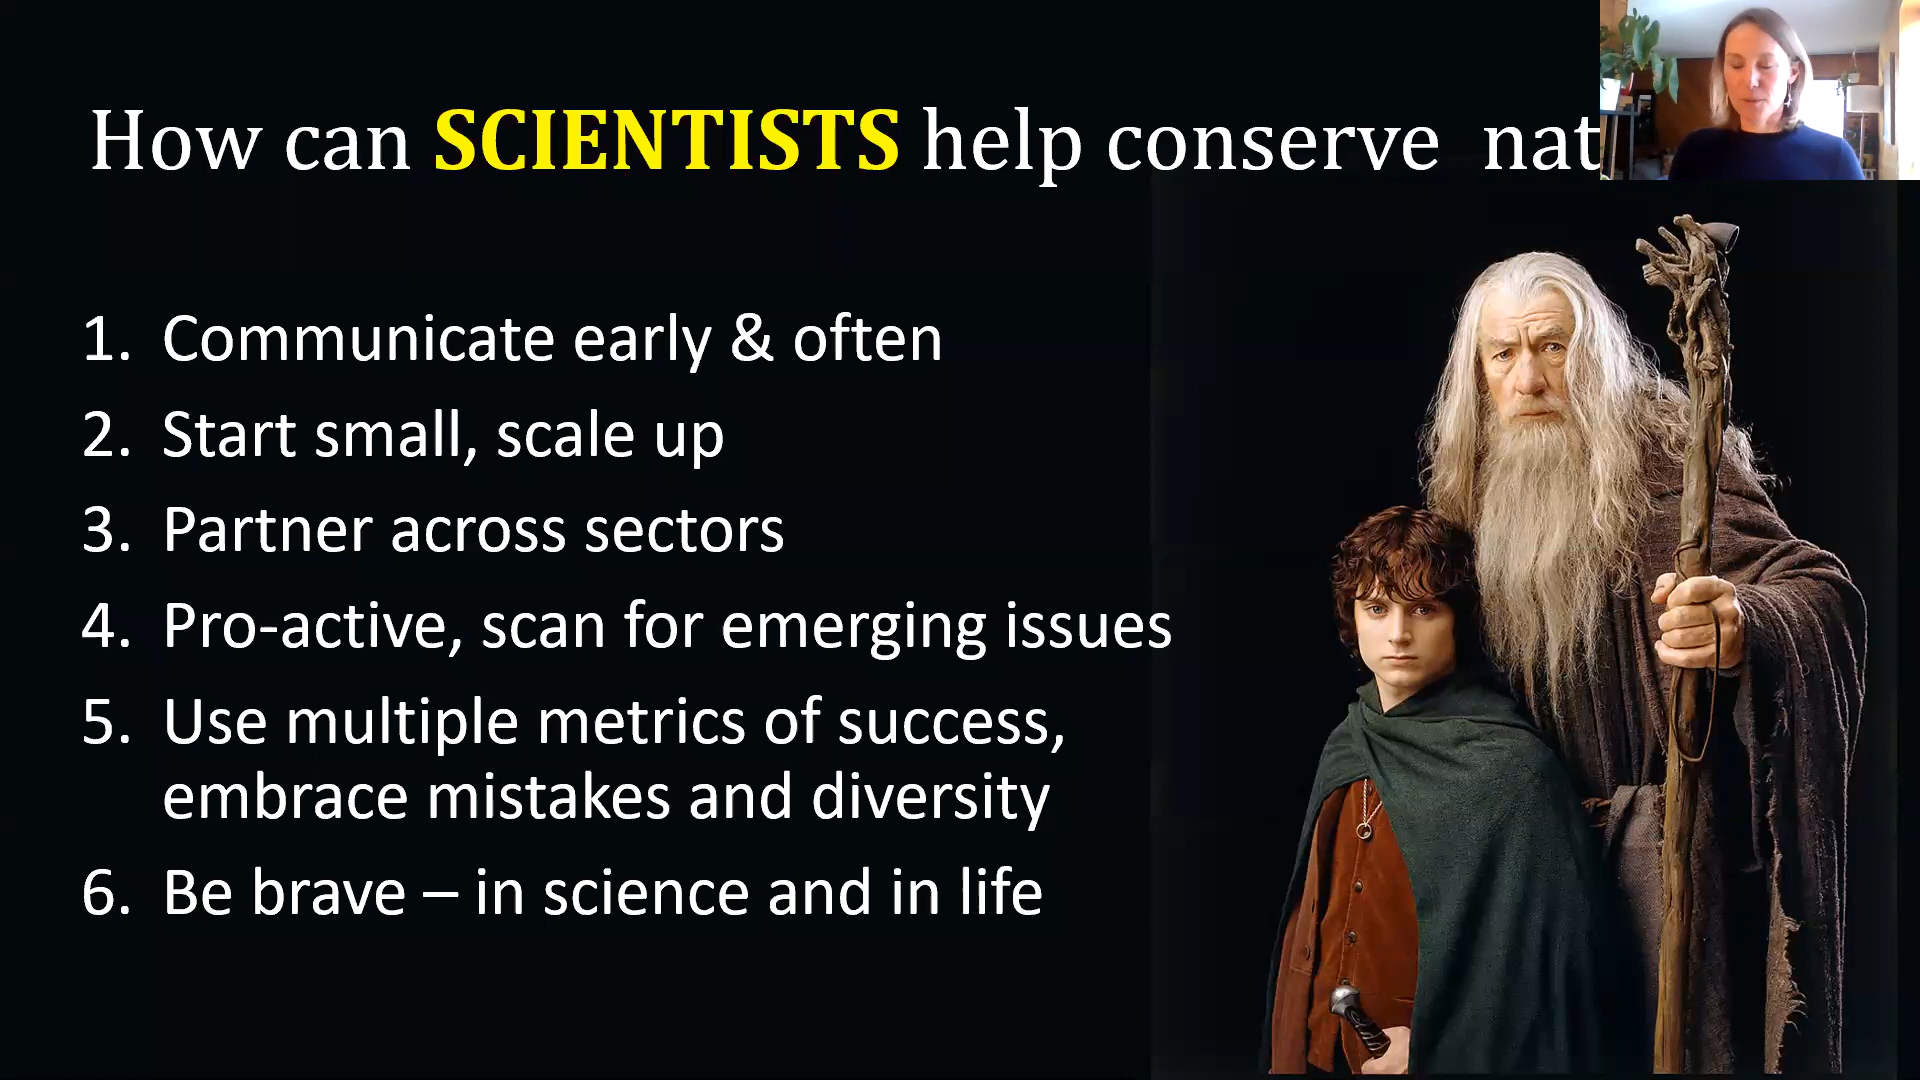 How can SCIENTISTS help conserve nat
1. Communicate early & often
2. Start small, scale up
3. Partner across sectors
4. Pro-active, scan for emerging issues
5. Use multiple metrics of success,
embrace mistakes and diversity
6. Be brave – in science and in life